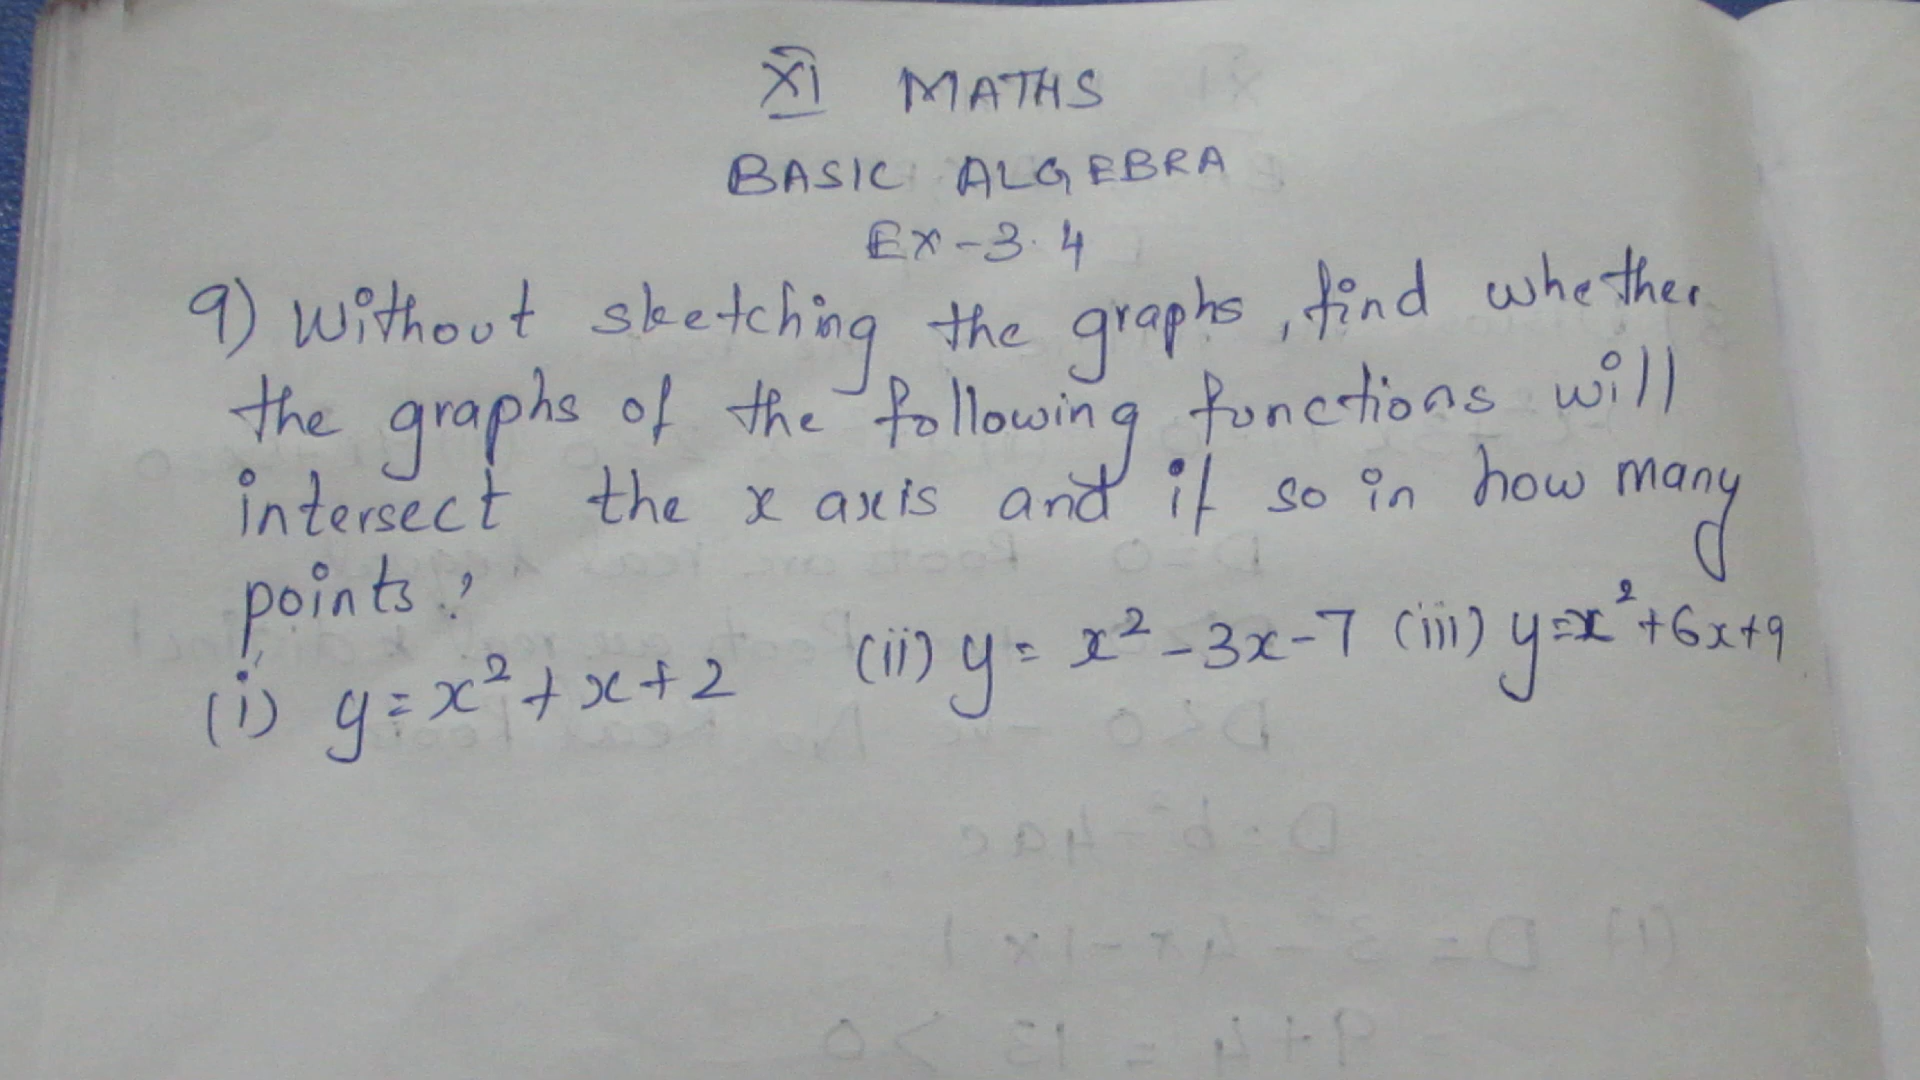 XI MATHS
BASIC ALGEBRA
Ex-3.4
9) Without sketching the graphs, find whether
the graphs of the following functions will
intersect the x axis and if so in how many
points?
(i) y=x²+x+2 (ii) y= x²-3x-7 (iii) y=x²+6x+9